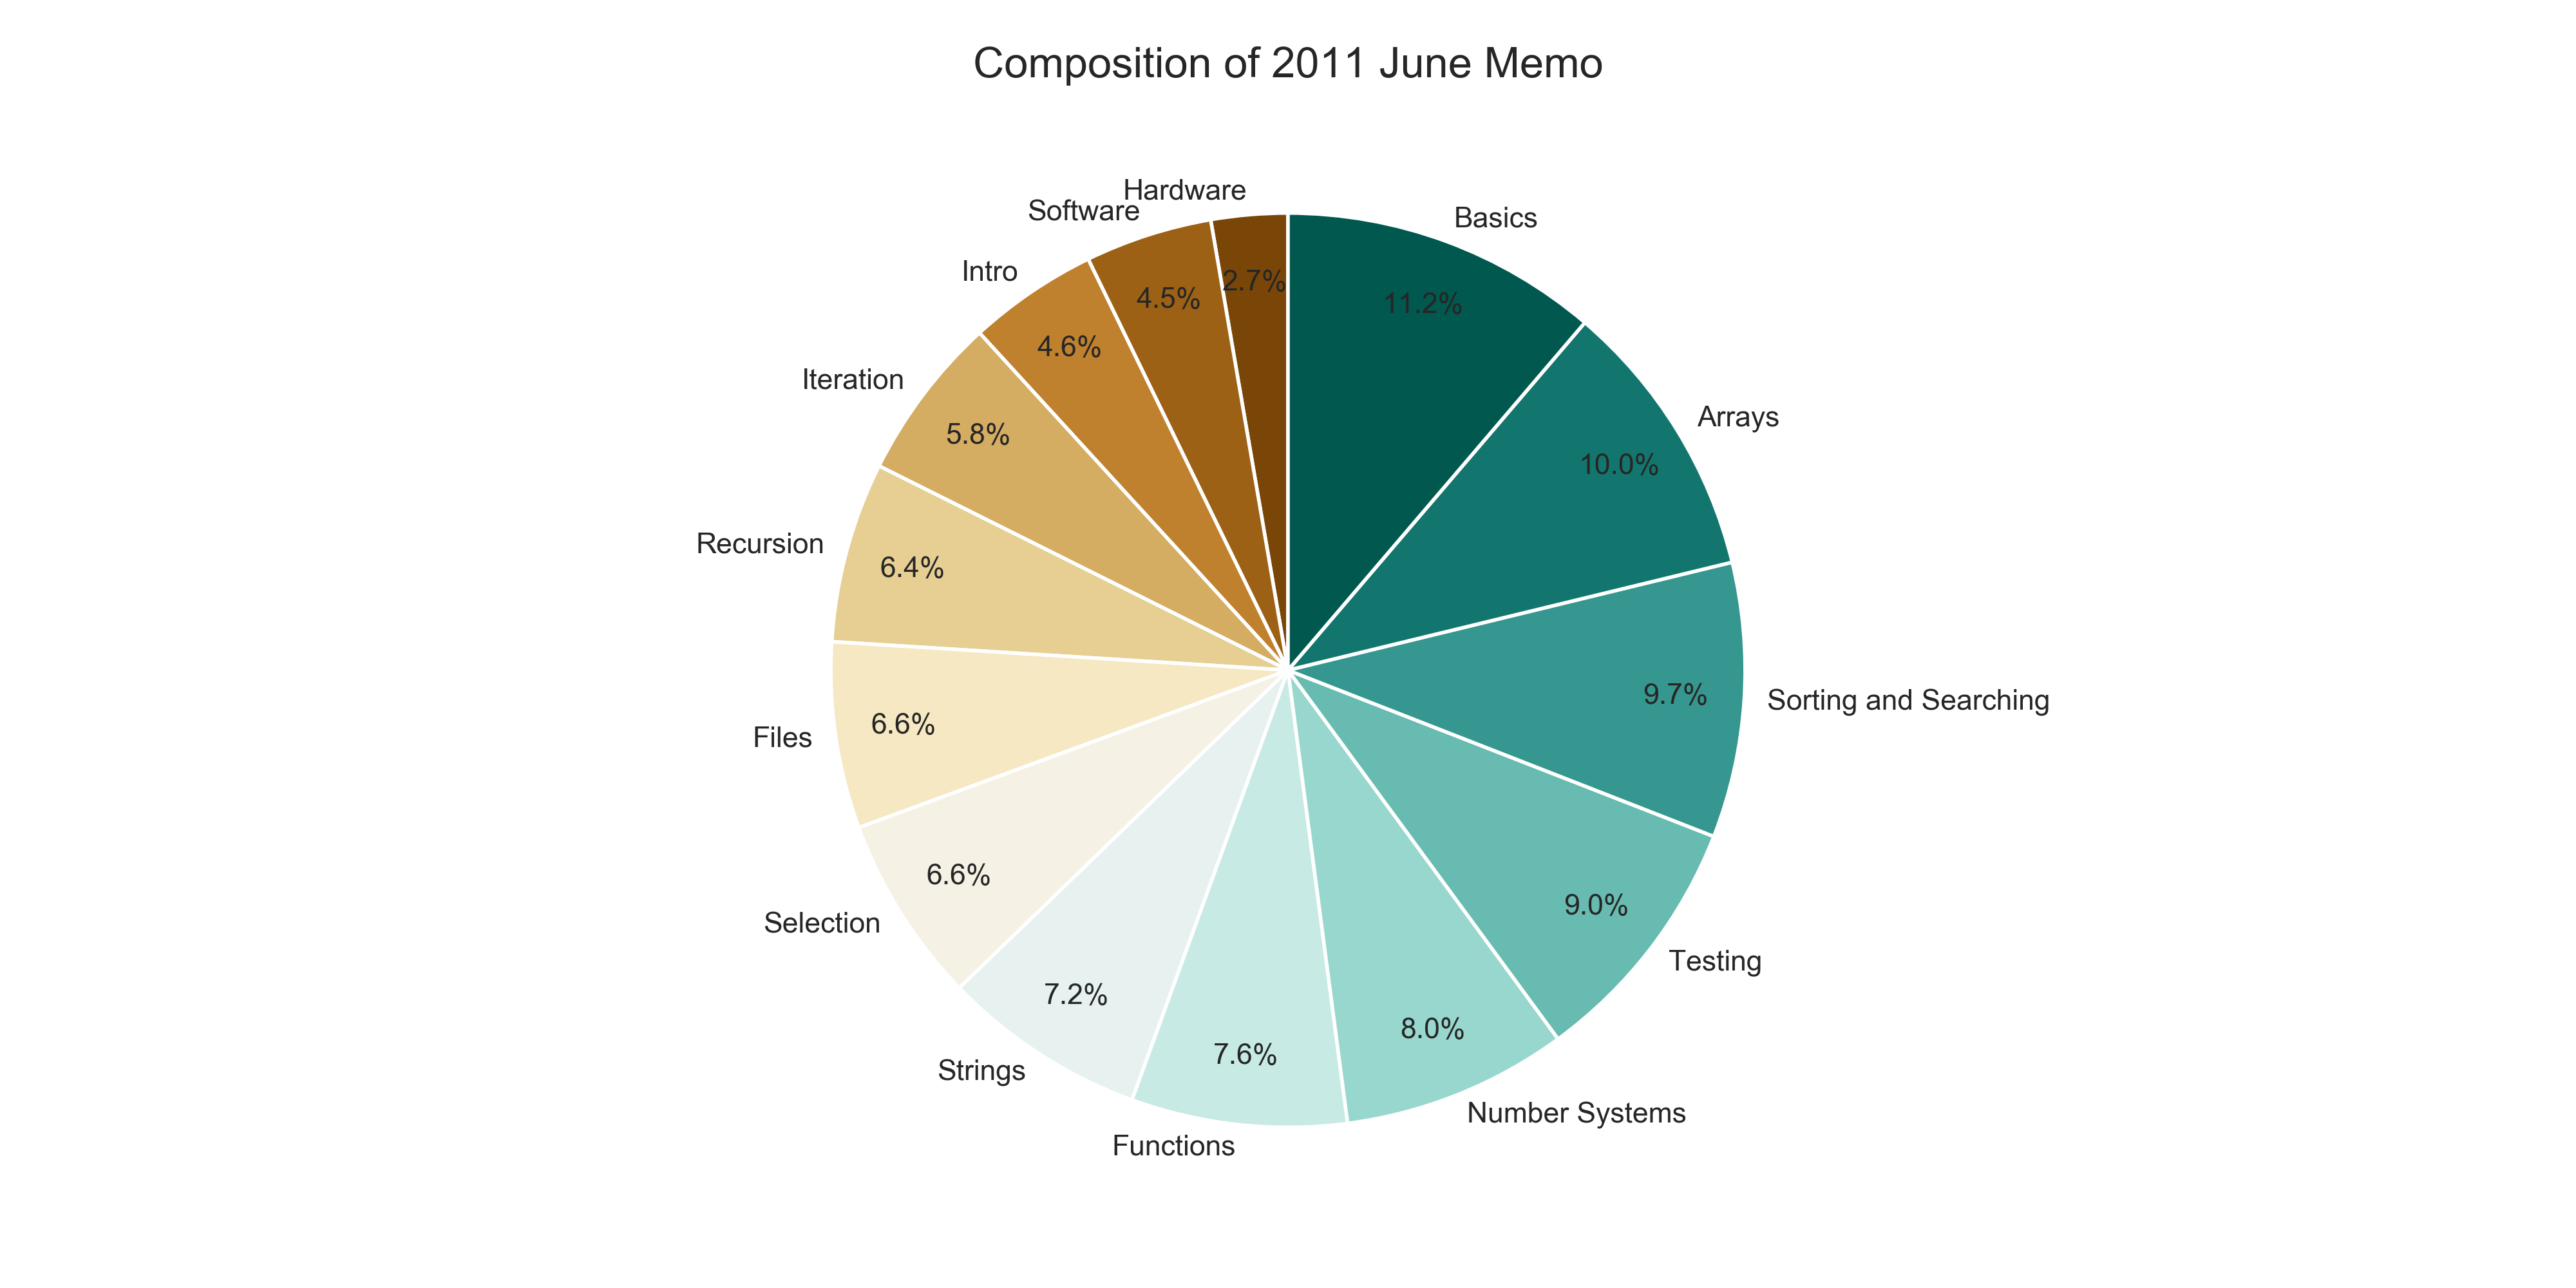 Composition of 2011 June Memo
Basics
11.2%
Arrays
10.0%
Sorting and Searching
9.7%
Testing
9.0%
Number Systems
8.0%
Functions
7.6%
Strings
7.2%
Selection
6.6%
Files
6.6%
Recursion
6.4%
Iteration
5.8%
Intro
4.6%
Software
4.5%
Hardware
2.7%